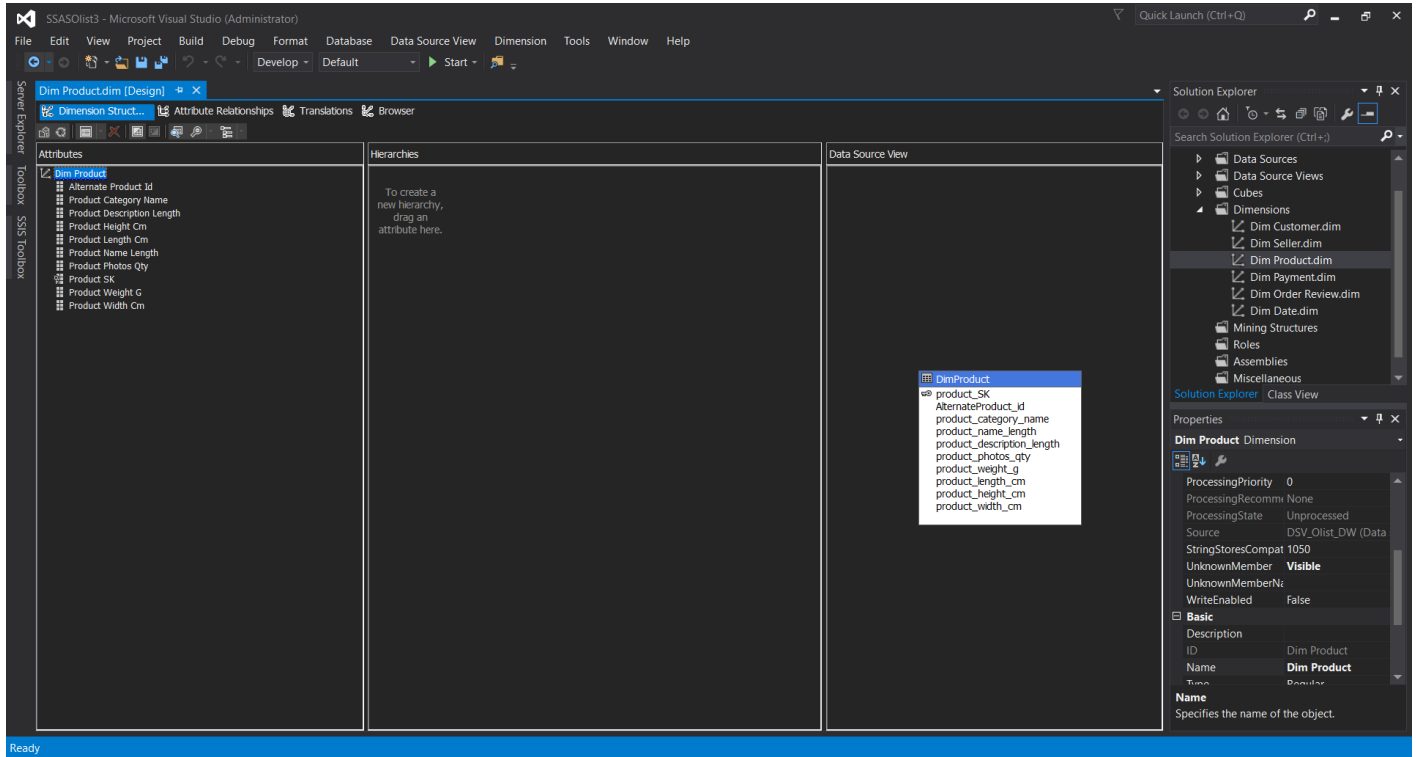 SSASOlist3 - Microsoft Visual Studio (Administrator)
Quick Launch (Ctrl+Q)
File Edit View Project Build Debug Format Database Data Source View Dimension Tools Window Help
Develop Default Start
Server Explorer
Toolbox
SSIS Toolbox
Dim Product.dim [Design]
Dimension Struct... Attribute Relationships Translations Browser
Attributes
Dim Product
Alternate Product Id
Product Category Name
Product Description Length
Product Height Cm
Product Length Cm
Product Name Length
Product Photos Qty
Product SK
Product Weight G
Product Width Cm
Hierarchies
To create a
new hierarchy,
drag an
attribute here.
Data Source View
DimProduct
product_SK
AlternateProduct_id
product_category_name
product_name_length
product_description_length
product_photos_qty
product_weight_g
product_length_cm
product_height_cm
product_width_cm
Solution Explorer
Search Solution Explorer (Ctrl+;)
Data Sources
Data Source Views
Cubes
Dimensions
Dim Customer.dim
Dim Seller.dim
Dim Product.dim
Dim Payment.dim
Dim Order Review.dim
Dim Date.dim
Mining Structures
Roles
Assemblies
Miscellaneous
Solution Explorer Class View
Properties
Dim Product Dimension
ProcessingPriority 0
ProcessingRecomm None
ProcessingState Unprocessed
Source DSV_Olist_DW (Data
StringStoresCompat 1050
UnknownMember Visible
UnknownMemberNa
WriteEnabled False
Basic
Description
ID Dim Product
Name Dim Product
Type Regular
Name
Specifies the name of the object.
Ready